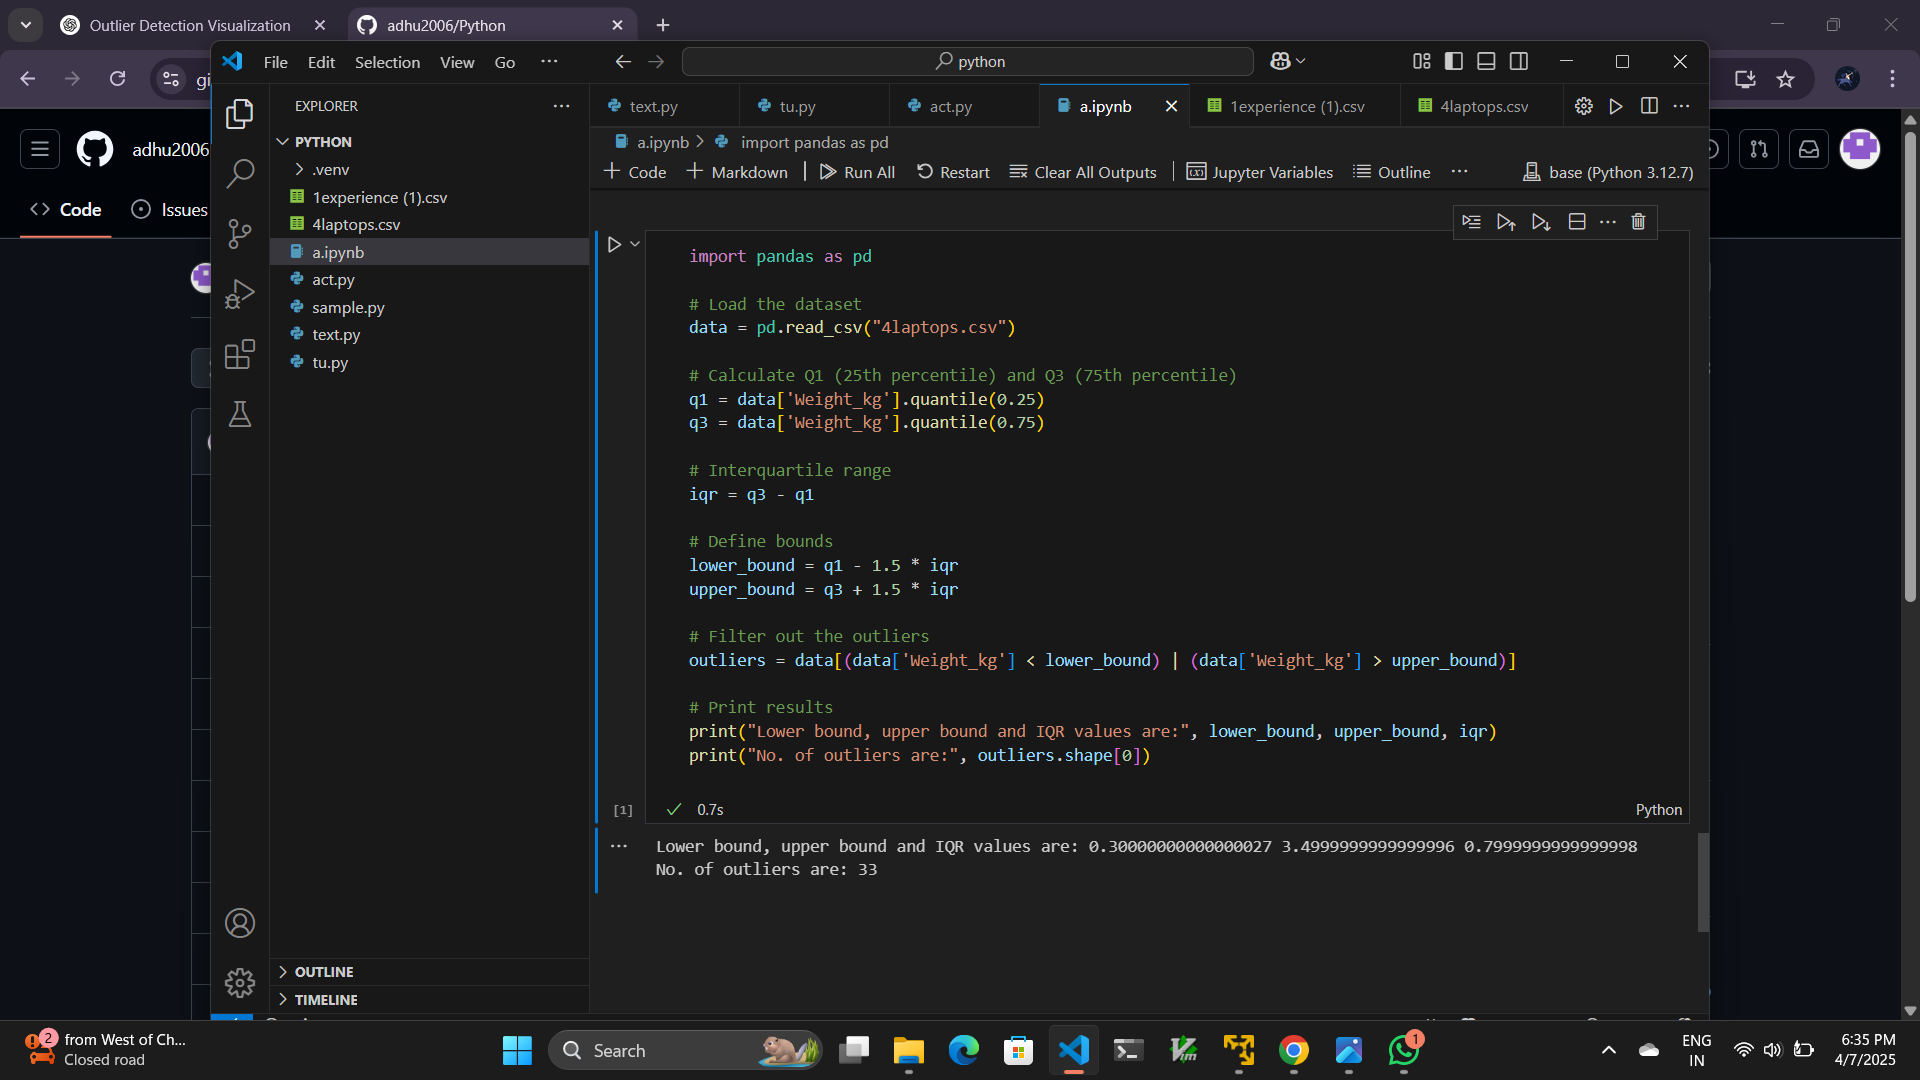 Outlier Detection Visualization
adhu2006/Python
gi
File Edit Selection View Go
python
adhu2006
Code
Issues
EXPLORER
PYTHON
.venv
1experience (1).csv
4laptops.csv
a.ipynb
act.py
sample.py
text.py
tu.py
OUTLINE
TIMELINE
text.py
tu.py
act.py
a.ipynb
1experience (1).csv
4laptops.csv
a.ipynb > import pandas as pd
+ Code + Markdown | Run All Restart Clear All Outputs | Jupyter Variables Outline ... base (Python 3.12.7)
import pandas as pd
# Load the dataset
data = pd.read_csv("4laptops.csv")
# Calculate Q1 (25th percentile) and Q3 (75th percentile)
q1 = data['Weight_kg'].quantile(0.25)
q3 = data['Weight_kg'].quantile(0.75)
# Interquartile range
iqr = q3 - q1
# Define bounds
lower_bound = q1 - 1.5 * iqr
upper_bound = q3 + 1.5 * iqr
# Filter out the outliers
outliers = data[(data['Weight_kg'] < lower_bound) | (data['Weight_kg'] > upper_bound)]
# Print results
print("Lower bound, upper bound and IQR values are:", lower_bound, upper_bound, iqr)
print("No. of outliers are:", outliers.shape[0])
[1] 0.7s Python
Lower bound, upper bound and IQR values are: 0.30000000000000027 3.4999999999999996 0.7999999999999998
No. of outliers are: 33
2
from West of Ch...
Closed road
Search
1
ENG
IN
6:35 PM
4/7/2025